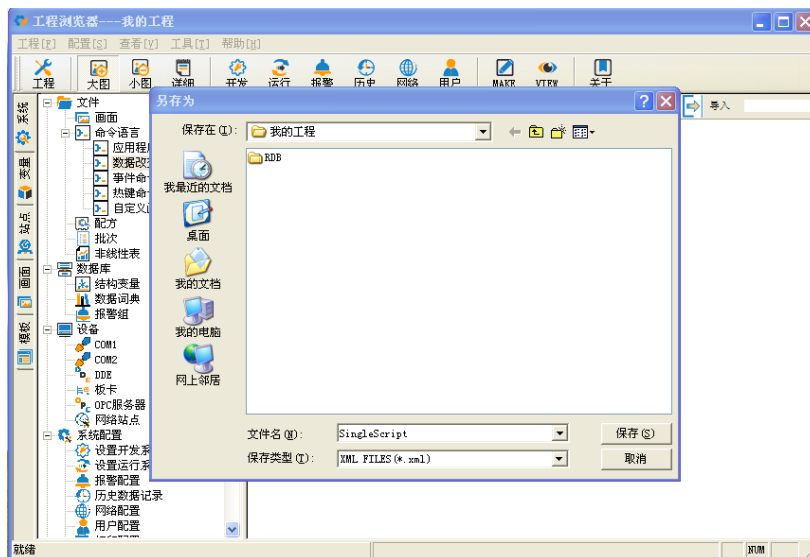 工程浏览器---我的工程
工程[F] 配置[S] 查看[V] 工具[T] 帮助[H]
工程 大图 小图 详细 开发 运行 报警 历史 网络 用户 MAKE VIEW 关于
系统
变量
站点
画面
模板
文件
画面
命令语言
应用程
数据改
事件命
热键命
自定义
配方
批次
非线性表
数据库
结构变量
数据词典
报警组
设备
COM1
COM2
DDE
板卡
OPC服务器
网络站点
系统配置
设置开发系
设置运行系
报警配置
历史数据记录
网络配置
用户配置
导入
另存为
保存在(I):
我的工程
RDB
我最近的文档
桌面
我的文档
我的电脑
网上邻居
文件名(N):
SingleScript
保存(S)
保存类型(T):
XML FILES(*.xml)
取消
就绪
NUM